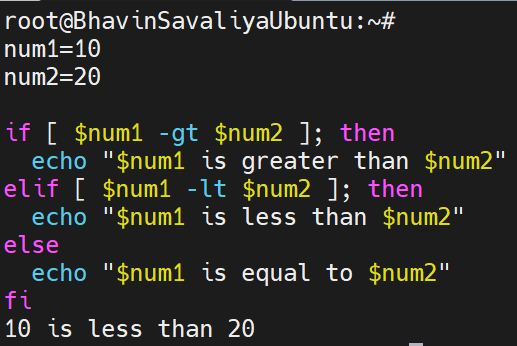 root@BhavinSavaliyaUbuntu:~#
num1=10
num2=20
if [ $num1 -gt $num2 ]; then
echo "$num1 is greater than $num2"
elif [ $num1 -lt $num2 ]; then
echo "$num1 is less than $num2"
else
echo "$num1 is equal to $num2"
fi
10 is less than 20